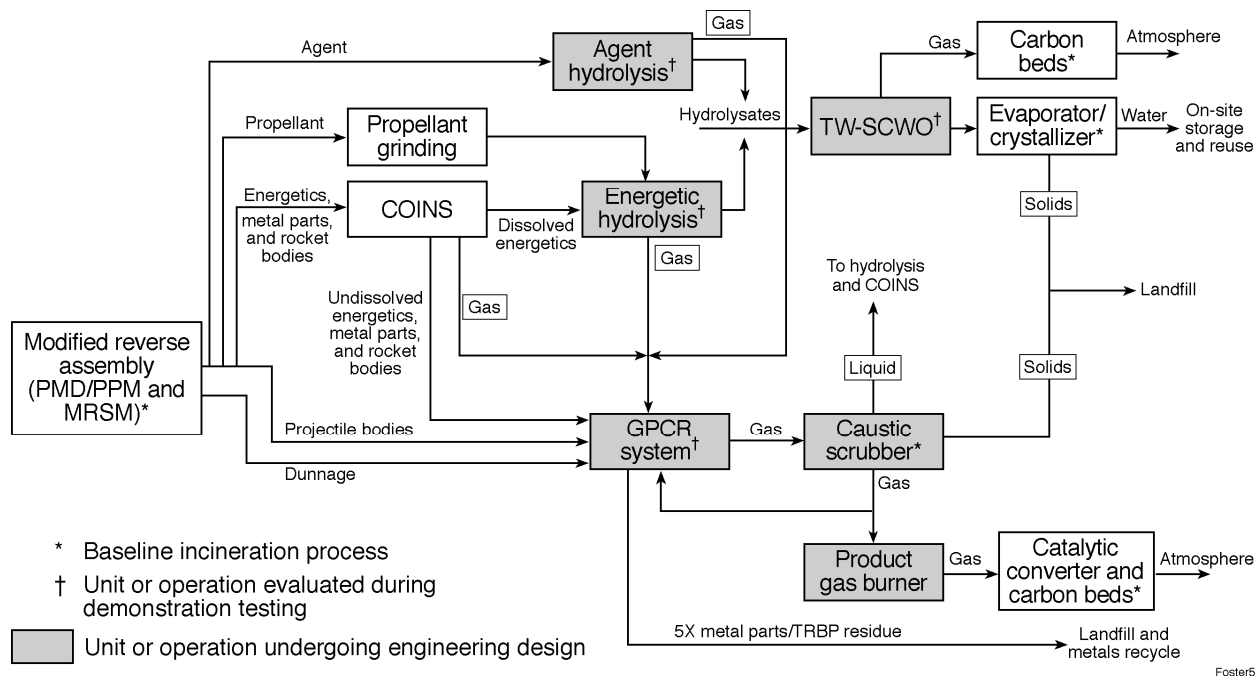 Gas
Agent
Agent
hydrolysis†
Gas
Carbon
beds*
Atmosphere
Propellant
Propellant
grinding
Hydrolysates
TW-SCWO†
Evaporator/
crystallizer*
Water
On-site
storage
and reuse
Energetics,
metal parts,
and rocket
bodies
COINS
Dissolved
energetics
Energetic
hydrolysis†
Solids
Gas
To hydrolysis
and COINS
Undissolved
energetics,
metal parts,
and rocket
bodies
Gas
Landfill
Modified reverse
assembly
(PMD/PPM and
MRSM)*
Liquid
Solids
Projectile bodies
Dunnage
GPCR
system†
Gas
Caustic
scrubber*
Gas
Product
gas burner
Gas
Catalytic
converter and
carbon beds*
Atmosphere
* Baseline incineration process
† Unit or operation evaluated during
demonstration testing
Unit or operation undergoing engineering design
5X metal parts/TRBP residue
Landfill and
metals recycle
Foster5